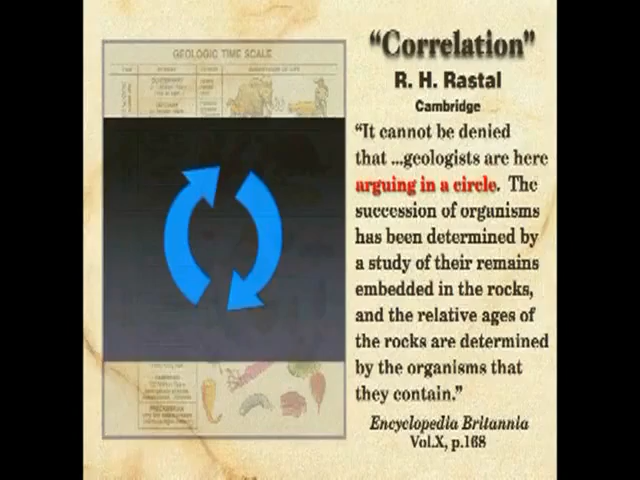 GEOLOGIC TIME SCALE
“Correlation”
R. H. Rastal
Cambridge
“It cannot be denied
that ...geologists are here
arguing in a circle. The
succession of organisms
has been determined by
a study of their remains
embedded in the rocks,
and the relative ages of
the rocks are determined
by the organisms that
they contain.”
Encyclopedia Britannia
Vol.X, p.168